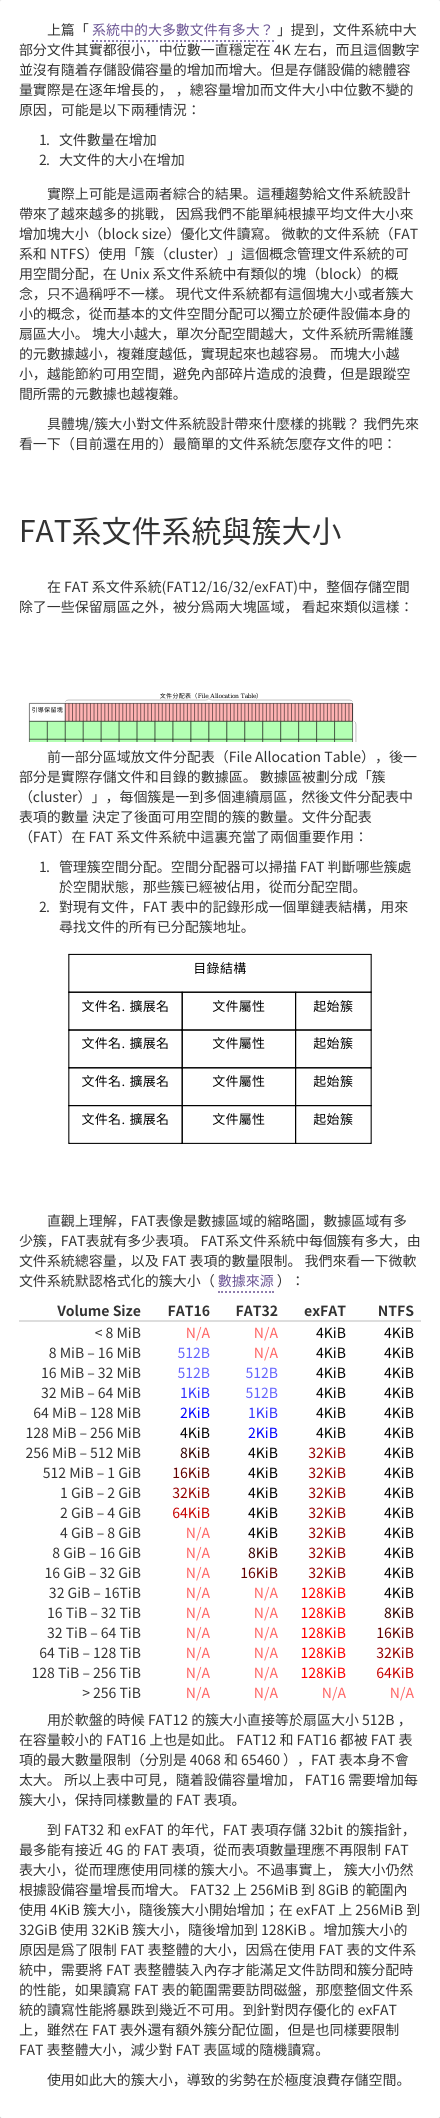 上篇「 系統中的大多數文件有多大？ 」提到，文件系統中大
部分文件其實都很小，中位數一直穩定在 4K 左右，而且這個數字
並沒有隨着存儲設備容量的增加而增大。但是存儲設備的總體容
量實際是在逐年增長的， ，總容量增加而文件大小中位數不變的
原因，可能是以下兩種情況：
1. 文件數量在增加
2. 大文件的大小在增加
實際上可能是這兩者綜合的結果。這種趨勢給文件系統設計
帶來了越來越多的挑戰， 因爲我們不能單純根據平均文件大小來
增加塊大小（block size）優化文件讀寫。 微軟的文件系統（FAT
系和 NTFS）使用「簇（cluster）」這個概念管理文件系統的可
用空間分配，在 Unix 系文件系統中有類似的塊（block）的概
念，只不過稱呼不一樣。 現代文件系統都有這個塊大小或者簇大
小的概念，從而基本的文件空間分配可以獨立於硬件設備本身的
扇區大小。 塊大小越大，單次分配空間越大，文件系統所需維護
的元數據越小，複雜度越低，實現起來也越容易。 而塊大小越
小，越能節約可用空間，避免內部碎片造成的浪費，但是跟蹤空
間所需的元數據也越複雜。
具體塊/簇大小對文件系統設計帶來什麼樣的挑戰？ 我們先來
看一下（目前還在用的）最簡單的文件系統怎麼存文件的吧：
FAT系文件系統與簇大小
在 FAT 系文件系統(FAT12/16/32/exFAT)中，整個存儲空間
除了一些保留扇區之外，被分爲兩大塊區域， 看起來類似這樣：
文件分配表（File Allocation Table）
引導保留塊
前一部分區域放文件分配表（File Allocation Table），後一
部分是實際存儲文件和目錄的數據區。 數據區被劃分成「簇
（cluster）」，每個簇是一到多個連續扇區，然後文件分配表中
表項的數量 決定了後面可用空間的簇的數量。文件分配表
（FAT）在 FAT 系文件系統中這裏充當了兩個重要作用：
1. 管理簇空間分配。空間分配器可以掃描 FAT 判斷哪些簇處
於空閒狀態，那些簇已經被佔用，從而分配空間。
2. 對現有文件，FAT 表中的記錄形成一個單鏈表結構，用來
尋找文件的所有已分配簇地址。
目錄結構
文件名. 擴展名 文件屬性 起始簇
文件名. 擴展名 文件屬性 起始簇
文件名. 擴展名 文件屬性 起始簇
文件名. 擴展名 文件屬性 起始簇
直觀上理解，FAT表像是數據區域的縮略圖，數據區域有多
少簇，FAT表就有多少表項。 FAT系文件系統中每個簇有多大，由
文件系統總容量，以及 FAT 表項的數量限制。 我們來看一下微軟
文件系統默認格式化的簇大小（ 數據來源 ）：
Volume Size FAT16 FAT32 exFAT NTFS
< 8 MiB N/A N/A 4KiB 4KiB
8 MiB – 16 MiB 512B N/A 4KiB 4KiB
16 MiB – 32 MiB 512B 512B 4KiB 4KiB
32 MiB – 64 MiB 1KiB 512B 4KiB 4KiB
64 MiB – 128 MiB 2KiB 1KiB 4KiB 4KiB
128 MiB – 256 MiB 4KiB 2KiB 4KiB 4KiB
256 MiB – 512 MiB 8KiB 4KiB 32KiB 4KiB
512 MiB – 1 GiB 16KiB 4KiB 32KiB 4KiB
1 GiB – 2 GiB 32KiB 4KiB 32KiB 4KiB
2 GiB – 4 GiB 64KiB 4KiB 32KiB 4KiB
4 GiB – 8 GiB N/A 4KiB 32KiB 4KiB
8 GiB – 16 GiB N/A 8KiB 32KiB 4KiB
16 GiB – 32 GiB N/A 16KiB 32KiB 4KiB
32 GiB – 16TiB N/A N/A 128KiB 4KiB
16 TiB – 32 TiB N/A N/A 128KiB 8KiB
32 TiB – 64 TiB N/A N/A 128KiB 16KiB
64 TiB – 128 TiB N/A N/A 128KiB 32KiB
128 TiB – 256 TiB N/A N/A 128KiB 64KiB
> 256 TiB N/A N/A N/A N/A
用於軟盤的時候 FAT12 的簇大小直接等於扇區大小 512B ，
在容量較小的 FAT16 上也是如此。 FAT12 和 FAT16 都被 FAT 表
項的最大數量限制（分別是 4068 和 65460 ），FAT 表本身不會
太大。 所以上表中可見，隨着設備容量增加， FAT16 需要增加每
簇大小，保持同樣數量的 FAT 表項。
到 FAT32 和 exFAT 的年代，FAT 表項存儲 32bit 的簇指針，
最多能有接近 4G 的 FAT 表項，從而表項數量理應不再限制 FAT
表大小，從而理應使用同樣的簇大小。不過事實上， 簇大小仍然
根據設備容量增長而增大。 FAT32 上 256MiB 到 8GiB 的範圍內
使用 4KiB 簇大小，隨後簇大小開始增加；在 exFAT 上 256MiB 到
32GiB 使用 32KiB 簇大小，隨後增加到 128KiB 。增加簇大小的
原因是爲了限制 FAT 表整體的大小，因爲在使用 FAT 表的文件系
統中，需要將 FAT 表整體裝入內存才能滿足文件訪問和簇分配時
的性能，如果讀寫 FAT 表的範圍需要訪問磁盤，那麼整個文件系
統的讀寫性能將暴跌到幾近不可用。到針對閃存優化的 exFAT
上，雖然在 FAT 表外還有額外簇分配位圖，但是也同樣要限制
FAT 表整體大小，減少對 FAT 表區域的隨機讀寫。
使用如此大的簇大小，導致的劣勢在於極度浪費存儲空間。